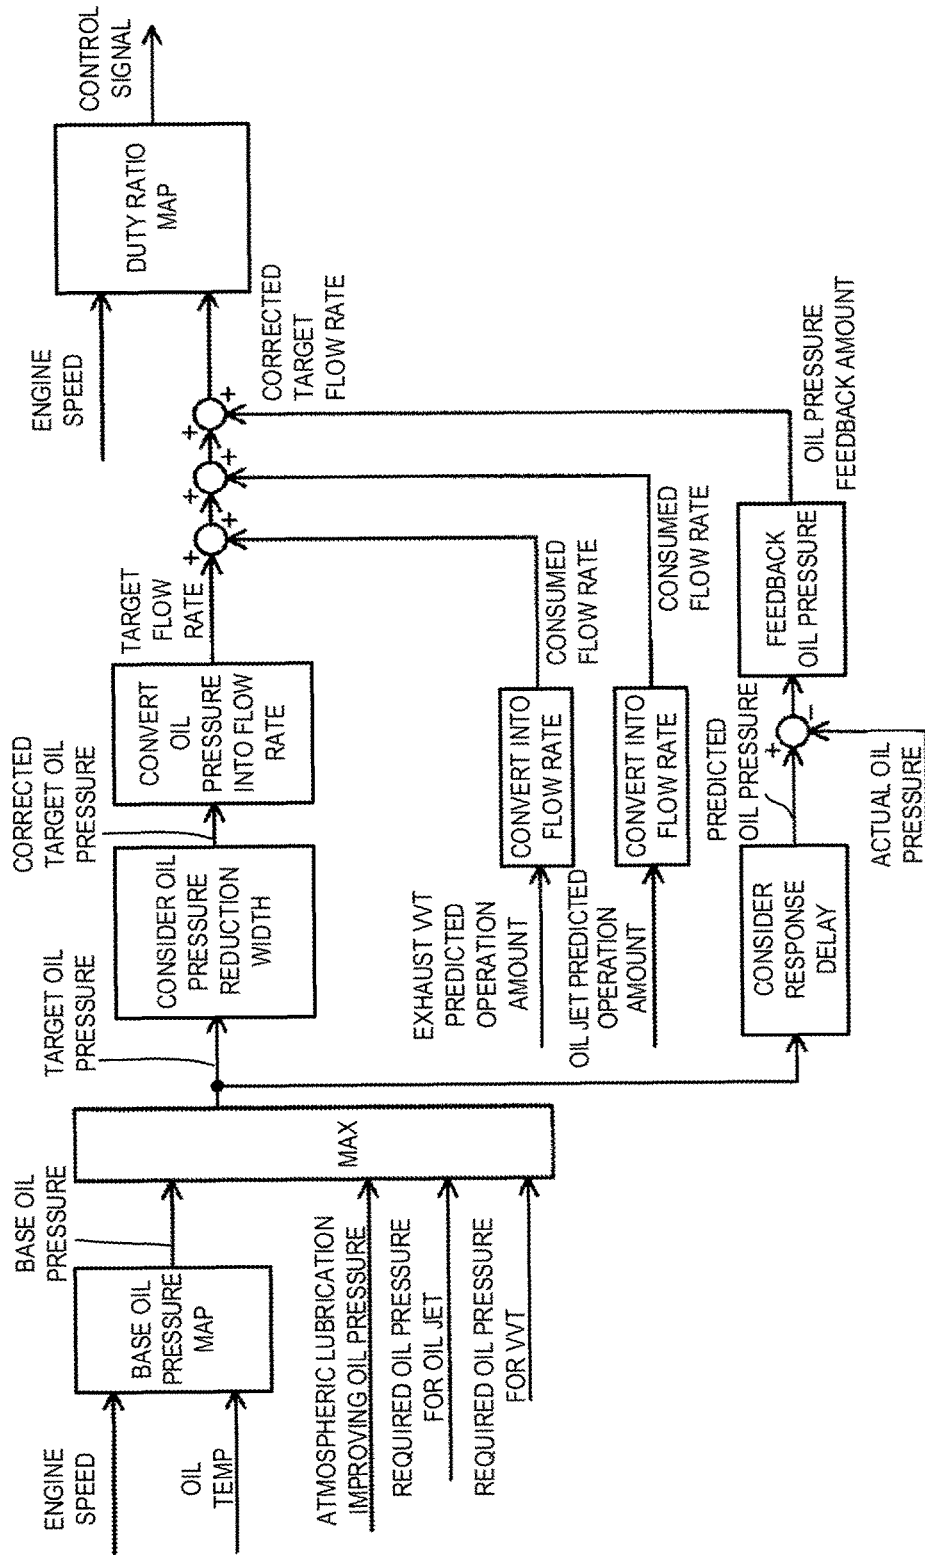 ENGINE
SPEED
OIL
TEMP
BASE OIL
PRESSURE
MAP
BASE OIL
PRESSURE
ATMOSPHERIC LUBRICATION
IMPROVING OIL PRESSURE
REQUIRED OIL PRESSURE
FOR OIL JET
REQUIRED OIL PRESSURE
FOR VVT
MAX
TARGET OIL
PRESSURE
CONSIDER OIL
PRESSURE
REDUCTION
WIDTH
CORRECTED
TARGET OIL
PRESSURE
CONVERT
OIL
PRESSURE
INTO FLOW
RATE
TARGET
FLOW
RATE
EXHAUST VVT
PREDICTED
OPERATION
AMOUNT
CONVERT INTO
FLOW RATE
CONSUMED
FLOW RATE
OIL JET PREDICTED
OPERATION
AMOUNT
CONVERT INTO
FLOW RATE
CONSUMED
FLOW RATE
CONSIDER
RESPONSE
DELAY
PREDICTED
OIL PRESSURE
+
−
ACTUAL OIL
PRESSURE
FEEDBACK
OIL PRESSURE
OIL PRESSURE
FEEDBACK AMOUNT
+
+
+
+
+
+
CORRECTED
TARGET
FLOW RATE
ENGINE
SPEED
DUTY RATIO
MAP
CONTROL
SIGNAL